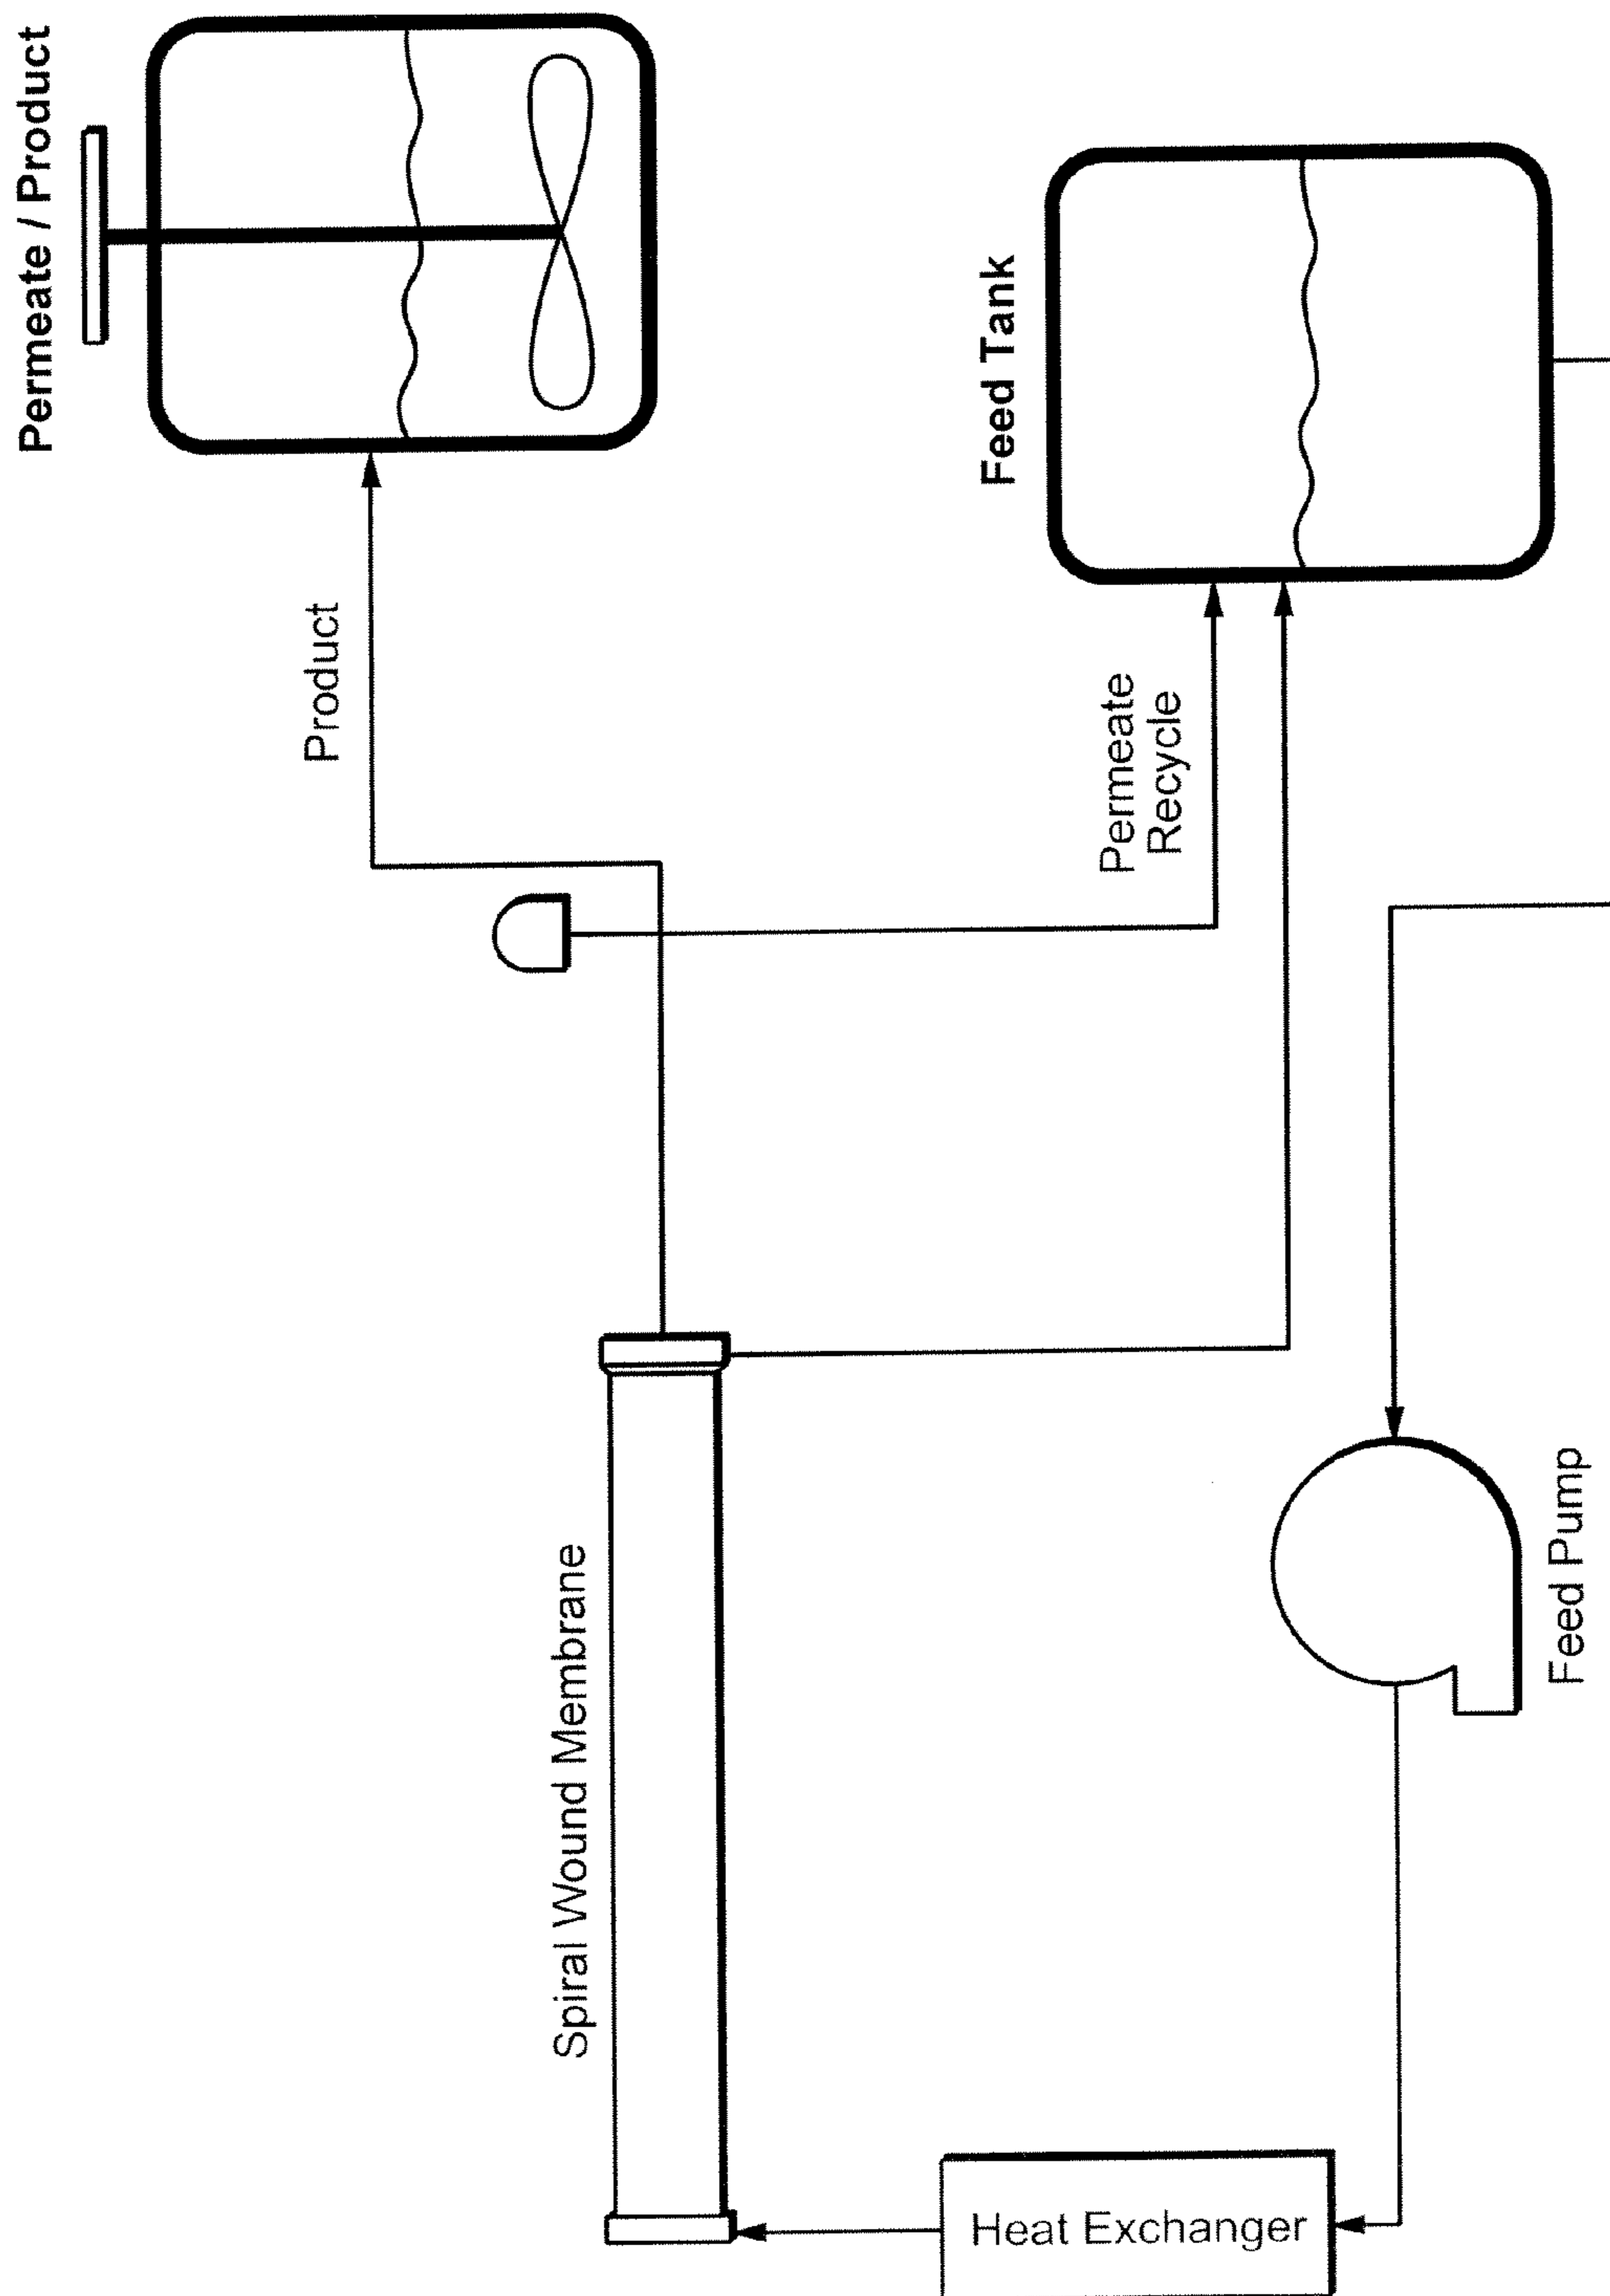 Permeate / Product
Product
Feed Tank
Permeate
Recycle
Spiral Wound Membrane
Feed Pump
Heat Exchanger